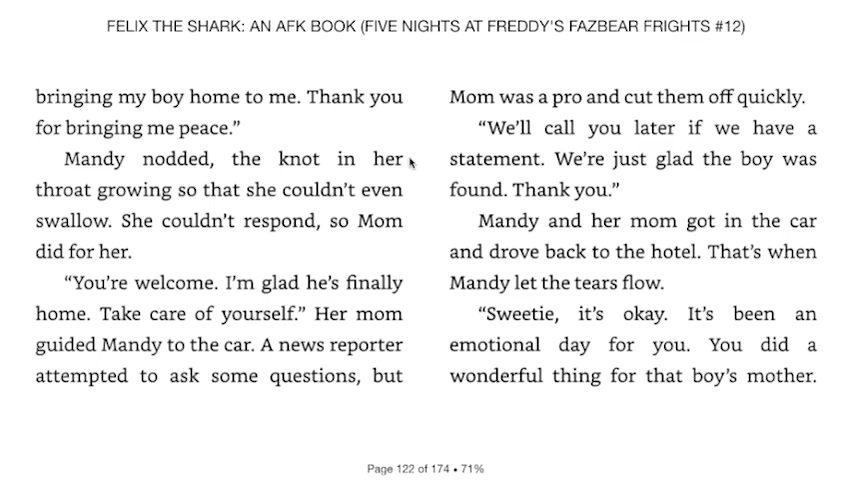 FELIX THE SHARK: AN AFK BOOK (FIVE NIGHTS AT FREDDY'S FAZBEAR FRIGHTS #12)
bringing my boy home to me. Thank you
for bringing me peace.”
Mandy nodded, the knot in her
throat growing so that she couldn’t even
swallow. She couldn’t respond, so Mom
did for her.
“You’re welcome. I’m glad he’s finally
home. Take care of yourself.” Her mom
guided Mandy to the car. A news reporter
attempted to ask some questions, but
Mom was a pro and cut them off quickly.
“We’ll call you later if we have a
statement. We’re just glad the boy was
found. Thank you.”
Mandy and her mom got in the car
and drove back to the hotel. That’s when
Mandy let the tears flow.
“Sweetie, it’s okay. It’s been an
emotional day for you. You did a
wonderful thing for that boy’s mother.
Page 122 of 174 • 71%